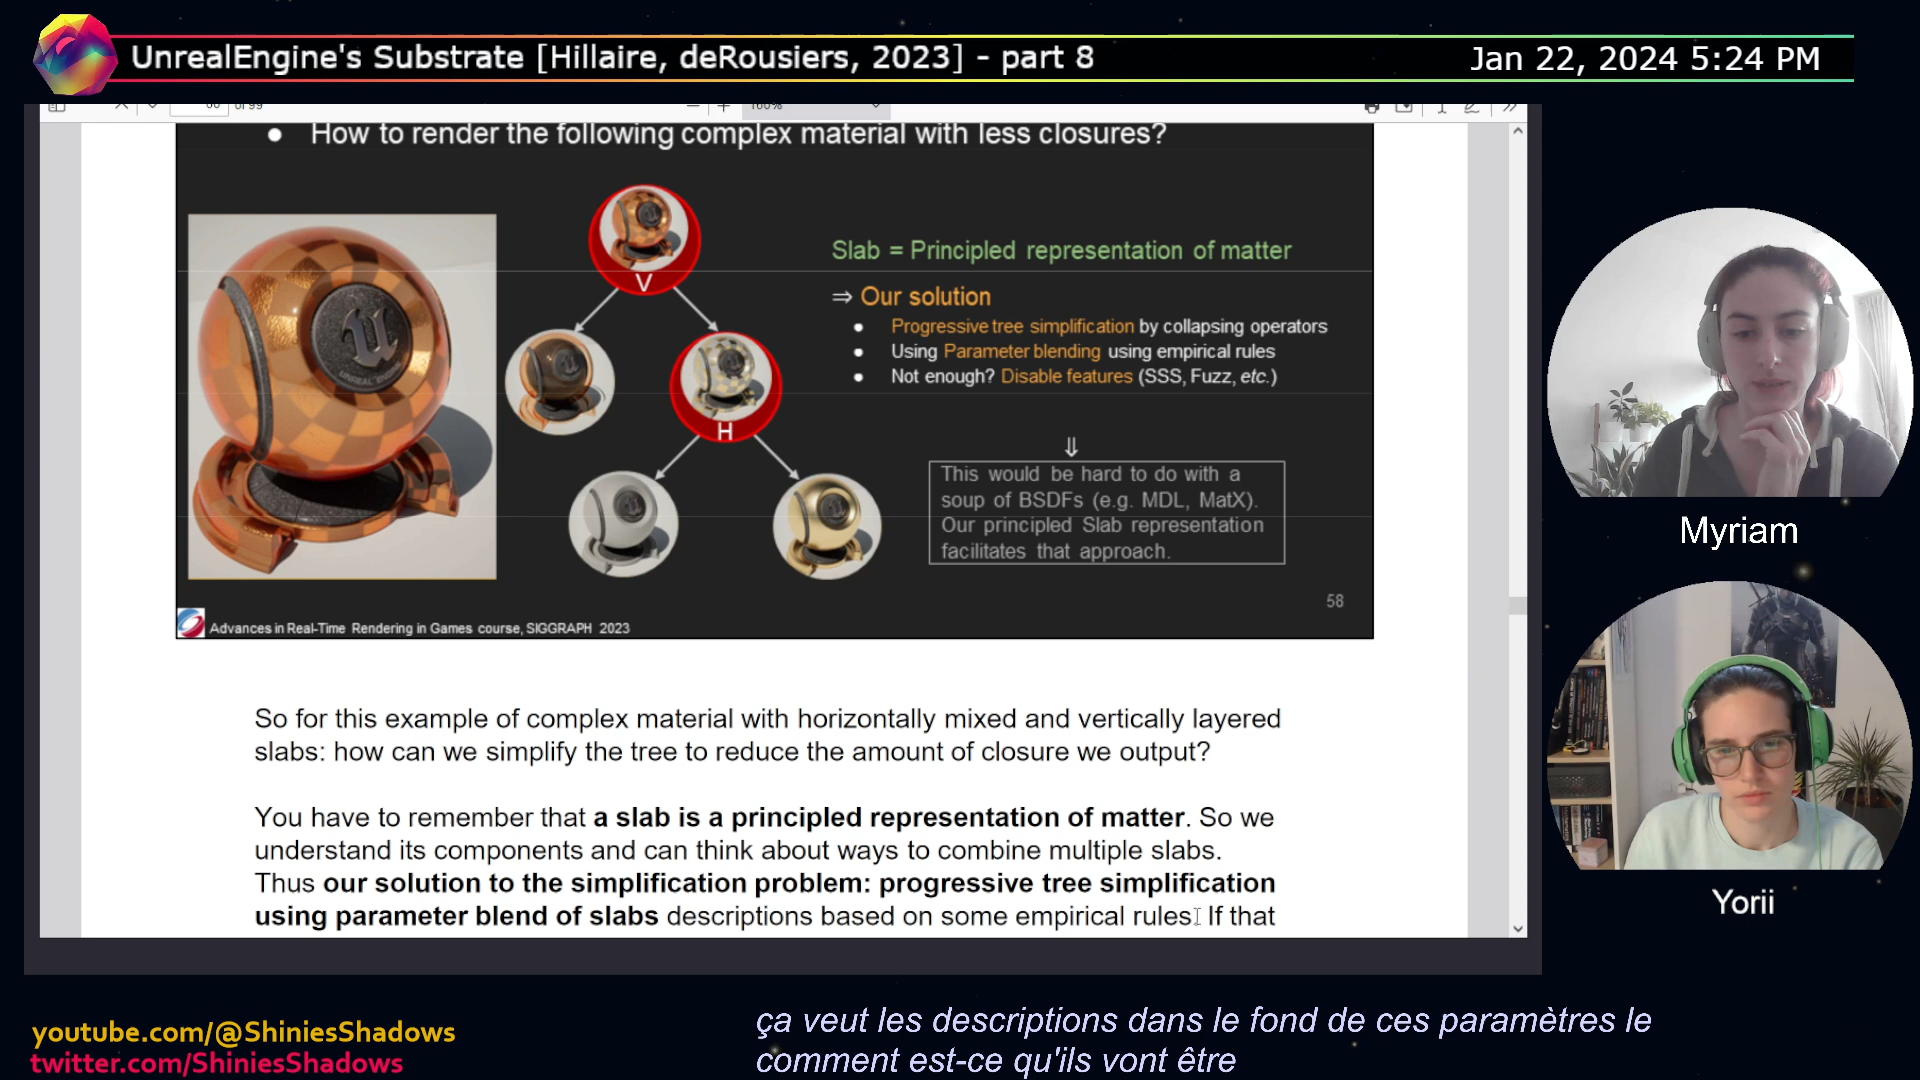 UnrealEngine's Substrate [Hillaire, deRousiers, 2023] - part 8
Jan 22, 2024 5:24 PM
of 99
160%
● How to render the following complex material with less closures?
V
H
Slab = Principled representation of matter
⇒ Our solution
● Progressive tree simplification by collapsing operators
● Using Parameter blending using empirical rules
● Not enough? Disable features (SSS, Fuzz, etc.)
⇓
This would be hard to do with a
soup of BSDFs (e.g. MDL, MatX).
Our principled Slab representation
facilitates that approach.
58
Advances in Real-Time Rendering in Games course, SIGGRAPH 2023
So for this example of complex material with horizontally mixed and vertically layered
slabs: how can we simplify the tree to reduce the amount of closure we output?
You have to remember that a slab is a principled representation of matter. So we
understand its components and can think about ways to combine multiple slabs.
Thus our solution to the simplification problem: progressive tree simplification
using parameter blend of slabs descriptions based on some empirical rules. If that
Myriam
Yorii
youtube.com/@ShiniesShadows
twitter.com/ShiniesShadows
ça veut les descriptions dans le fond de ces paramètres le
comment est-ce qu'ils vont être